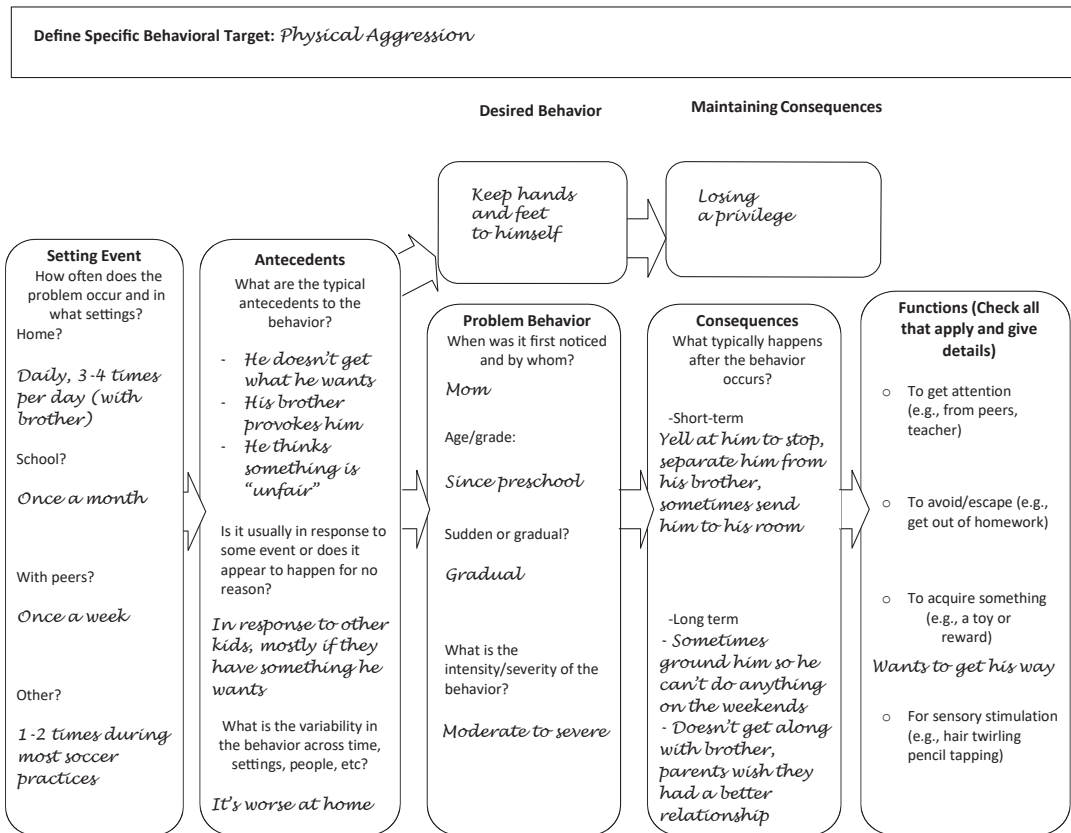 Define Specific Behavioral Target: Physical Aggression
Desired Behavior
Maintaining Consequences
Keep hands
and feet
to himself
Losing
a privilege
Setting Event
How often does the
problem occur and in
what settings?
Home?
Daily, 3-4 times
per day (with
brother)
School?
Once a month
With peers?
Once a week
Other?
1-2 times during
most soccer
practices
Antecedents
What are the typical
antecedents to the
behavior?
- He doesn't get
what he wants
- His brother
provokes him
- He thinks
something is
"unfair"
Is it usually in response to
some event or does it
appear to happen for no
reason?
In response to other
kids, mostly if they
have something he
wants
What is the variability in
the behavior across time,
settings, people, etc?
It's worse at home
Problem Behavior
When was it first noticed
and by whom?
Mom
Age/grade:
Since preschool
Sudden or gradual?
Gradual
What is the
intensity/severity of the
behavior?
Moderate to severe
Consequences
What typically happens
after the behavior
occurs?
-Short-term
Yell at him to stop,
separate him from
his brother,
sometimes send
him to his room
-Long term
- Sometimes
ground him so he
can't do anything
on the weekends
- Doesn't get along
with brother,
parents wish they
had a better
relationship
Functions (Check all
that apply and give
details)
o To get attention
(e.g., from peers,
teacher)
o To avoid/escape (e.g.,
get out of homework)
o To acquire something
(e.g., a toy or
reward)
Wants to get his way
o For sensory stimulation
(e.g., hair twirling
pencil tapping)